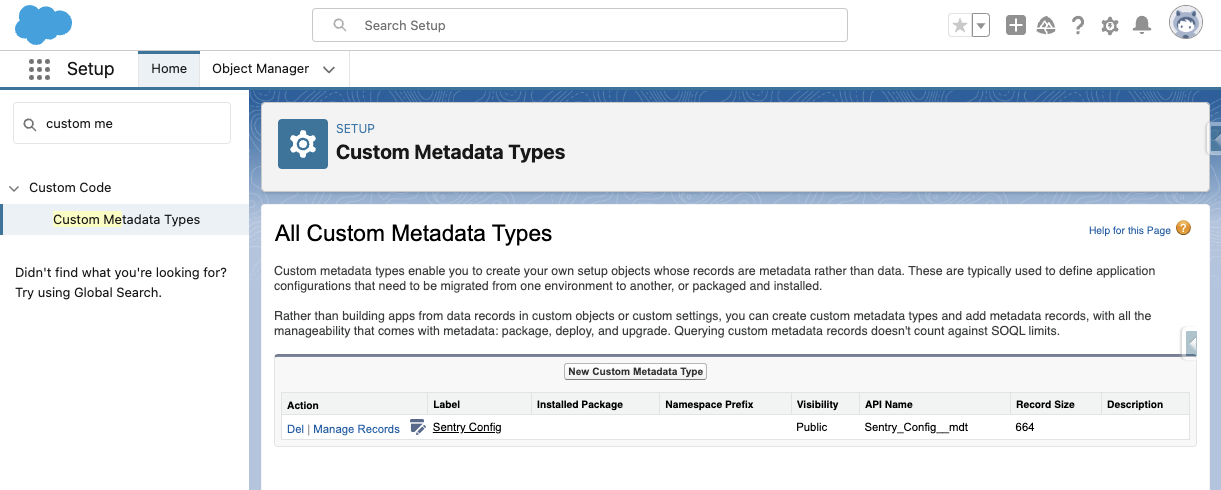 Search Setup
Setup
Home
Object Manager
custom me
Custom Code
Custom Metadata Types
Didn't find what you're looking for?
Try using Global Search.
SETUP
Custom Metadata Types
All Custom Metadata Types
Help for this Page
Custom metadata types enable you to create your own setup objects whose records are metadata rather than data. These are typically used to define application
configurations that need to be migrated from one environment to another, or packaged and installed.
Rather than building apps from data records in custom objects or custom settings, you can create custom metadata types and add metadata records, with all the
manageability that comes with metadata: package, deploy, and upgrade. Querying custom metadata records doesn't count against SOQL limits.
New Custom Metadata Type
Action Label Installed Package Namespace Prefix Visibility API Name Record Size Description
Del | Manage Records Sentry Config Public Sentry_Config__mdt 664